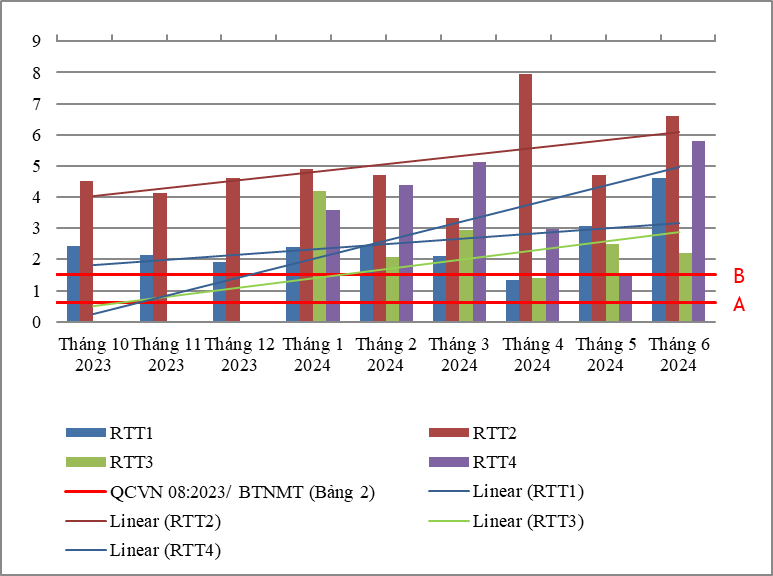 9
8
7
6
5
4
3
2
1
0
B
A
Tháng 10 Tháng 11 Tháng 12 Tháng 1 Tháng 2 Tháng 3 Tháng 4 Tháng 5 Tháng 6
2023 2023 2023 2024 2024 2024 2024 2024 2024
RTT1 RTT2
RTT3 RTT4
QCVN 08:2023/ BTNMT (Bảng 2) Linear (RTT1)
Linear (RTT2) Linear (RTT3)
Linear (RTT4)